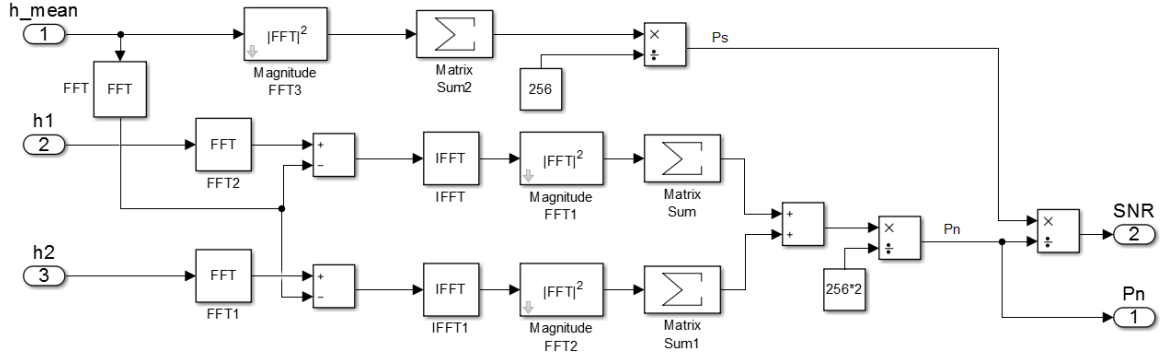 h_mean
1
FFT
FFT
|FFT|²
Magnitude
FFT3
Matrix
Sum2
256
×
÷
Ps
h1
2
FFT
FFT2
+
−
IFFT
IFFT
|FFT|²
Magnitude
FFT1
Matrix
Sum
+
+
×
÷
256*2
Pn
×
÷
SNR
2
h2
3
FFT
FFT1
+
−
IFFT
IFFT1
|FFT|²
Magnitude
FFT2
Matrix
Sum1
Pn
1